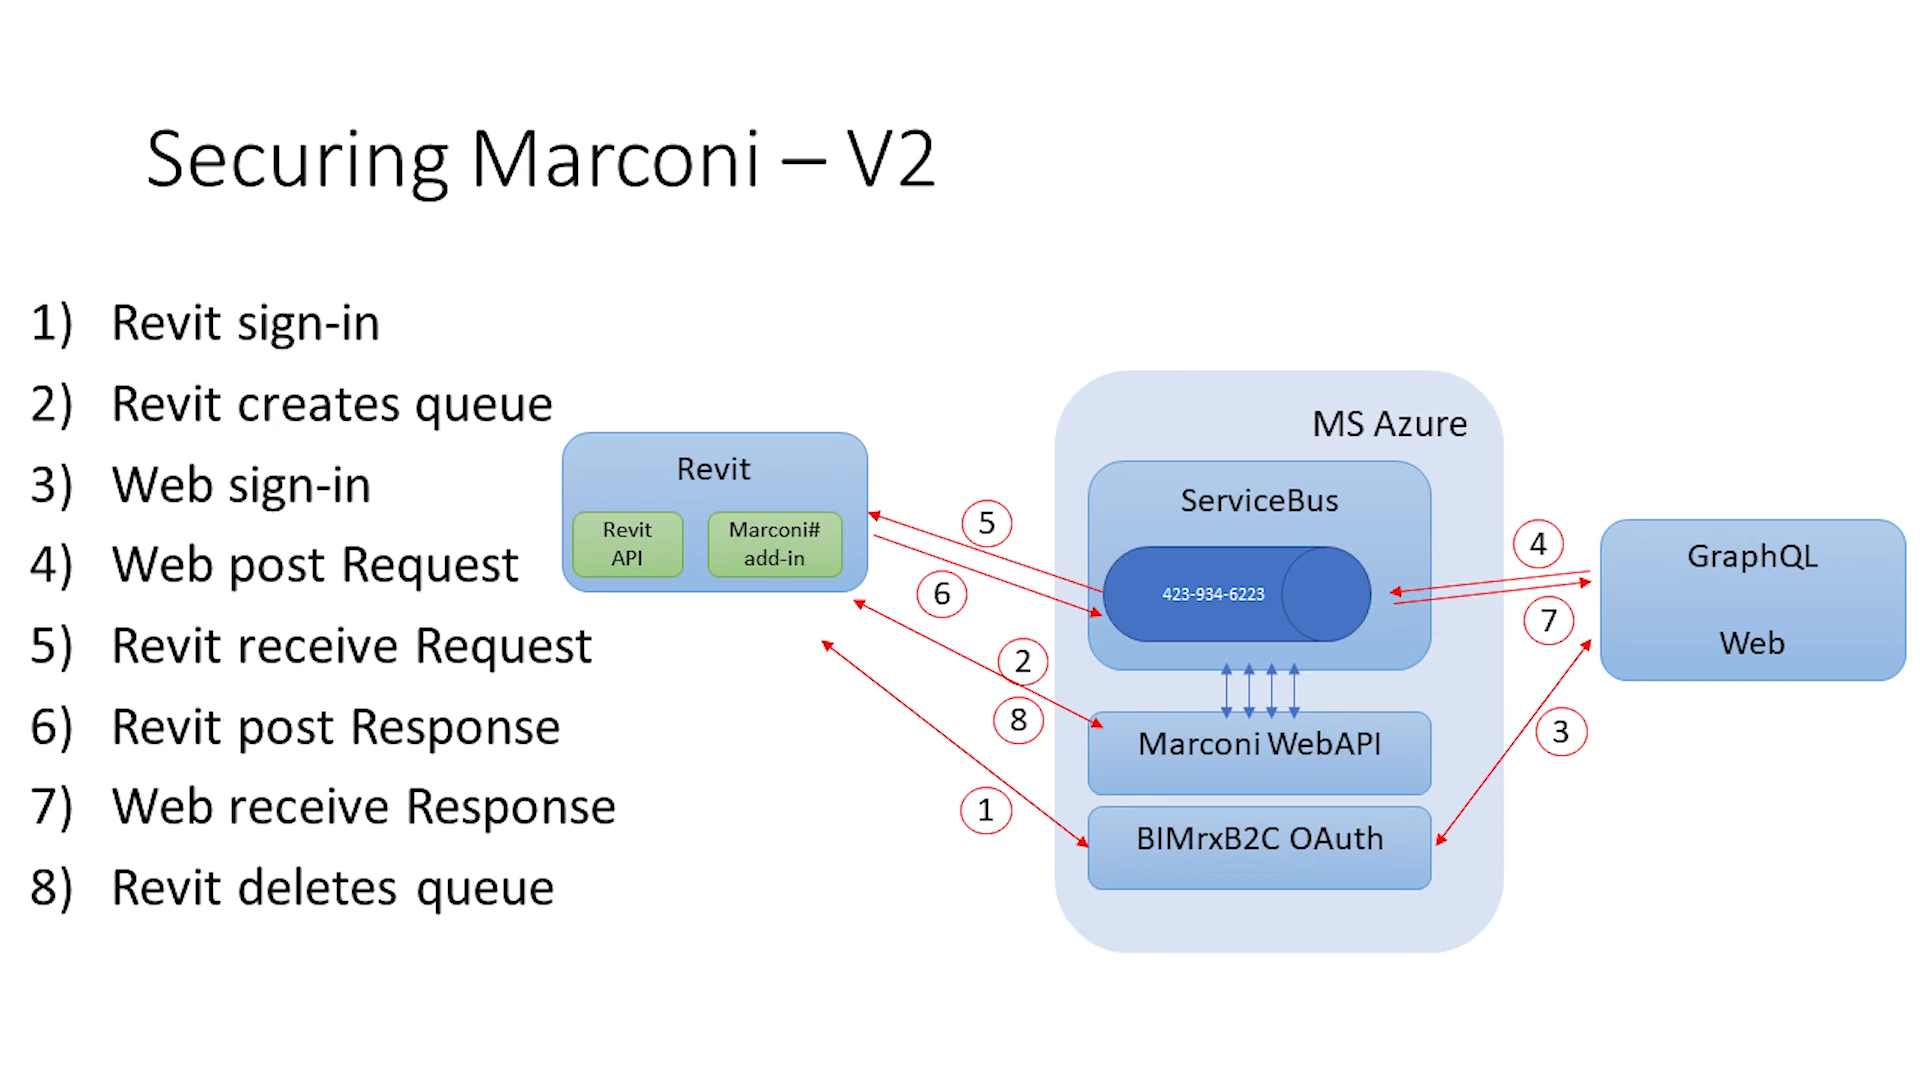 Securing Marconi – V2
1) Revit sign-in
2) Revit creates queue
3) Web sign-in
4) Web post Request
5) Revit receive Request
6) Revit post Response
7) Web receive Response
8) Revit deletes queue
Revit
Revit
API
Marconi#
add-in
5
6
2
8
1
MS Azure
ServiceBus
423-934-6223
Marconi WebAPI
BIMrxB2C OAuth
4
7
3
GraphQL
Web